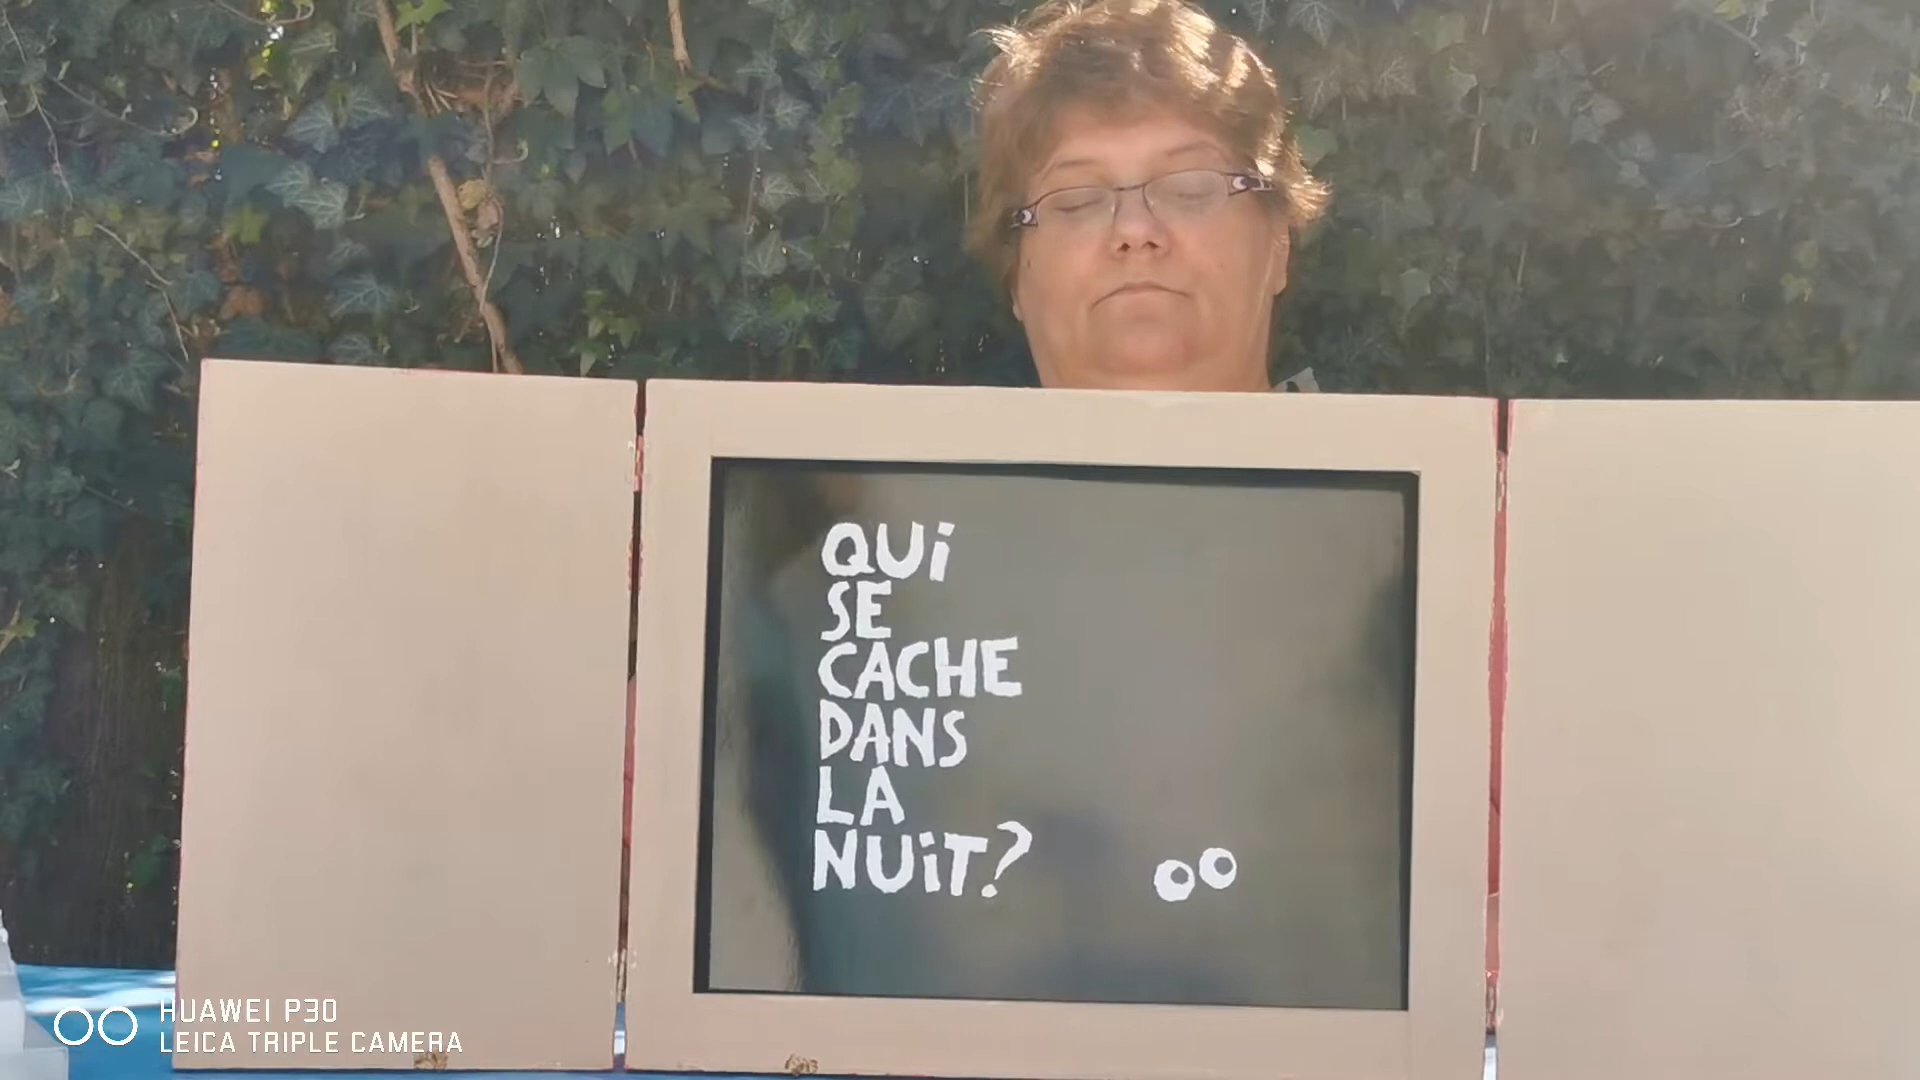 QUi
SE
CACHE
DANS
LA
NUiT?
HUAWEI P30
LEICA TRIPLE CAMERA